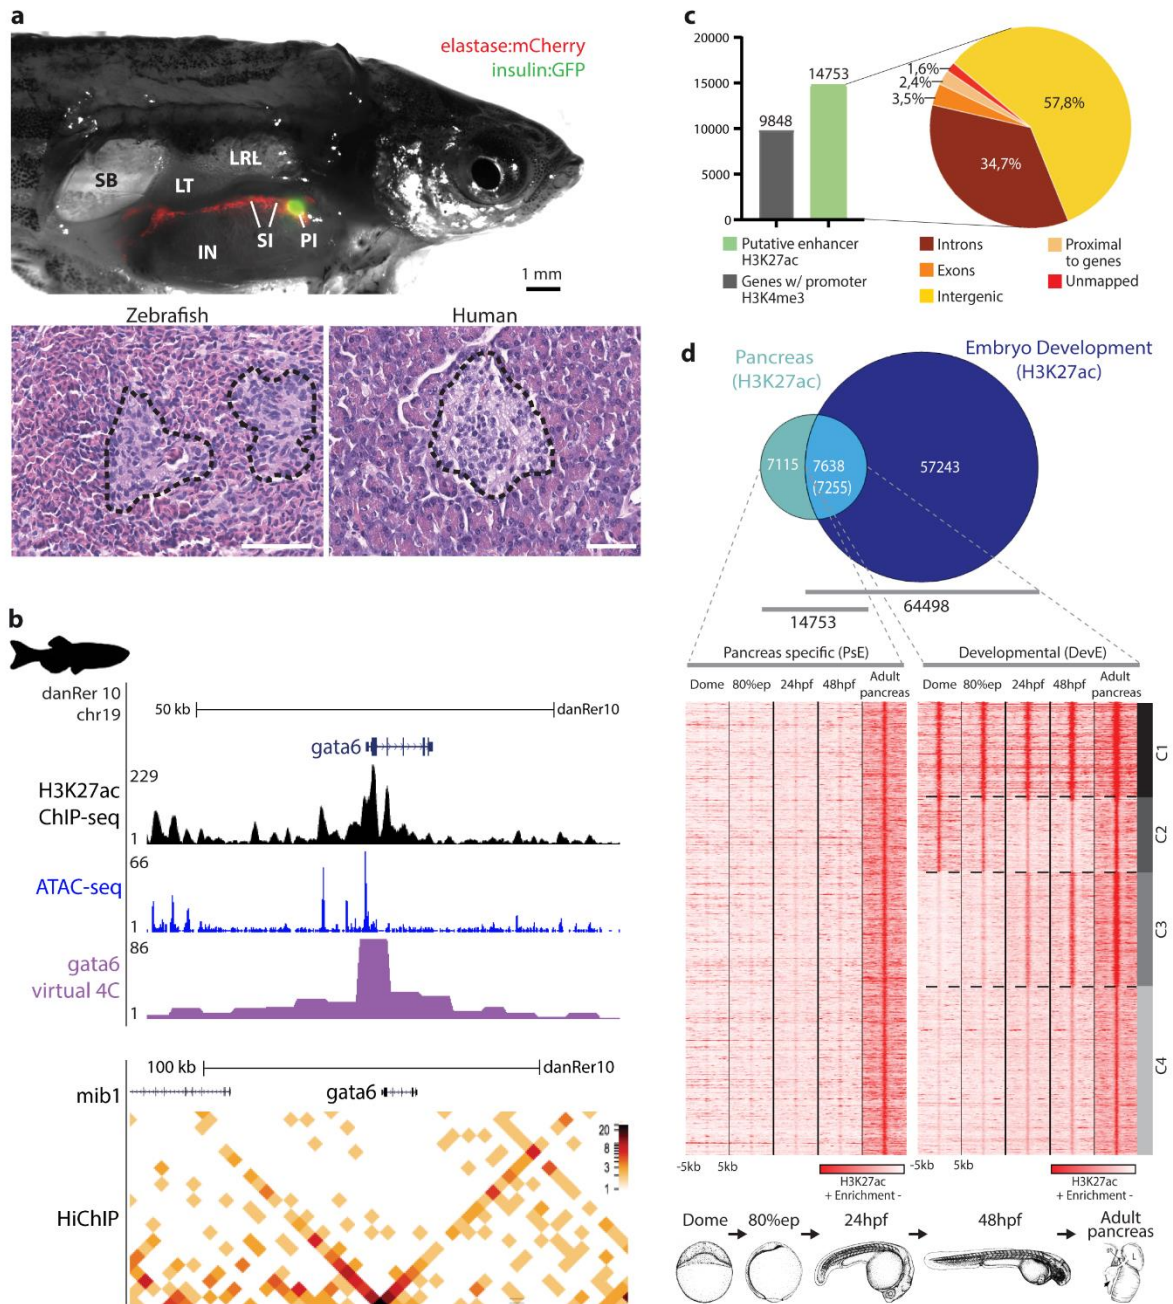 a
elastase:mCherry
insulin:GFP
SB
LRL
LT
SI
PI
IN
1 mm
Zebrafish
Human
b
danRer 10
chr19
50 kb
danRer10
gata6
H3K27ac
ChIP-seq
229
1
ATAC-seq
66
1
gata6
virtual 4C
86
1
100 kb
danRer10
mib1
gata6
HiChIP
20
8
3
1
c
20000
15000
10000
5000
0
9848
14753
1,6%
2,4%
3,5%
57,8%
34,7%
Putative enhancer
H3K27ac
Genes w/ promoter
H3K4me3
Introns
Exons
Intergenic
Proximal
to genes
Unmapped
d
Pancreas
(H3K27ac)
Embryo Development
(H3K27ac)
7115
7638
(7255)
57243
64498
14753
Pancreas specific (PsE)
Developmental (DevE)
Dome 80%ep 24hpf 48hpf Adult
pancreas
Dome 80%ep 24hpf 48hpf Adult
pancreas
C1
C2
C3
C4
-5kb 5kb
H3K27ac
+ Enrichment -
-5kb 5kb
H3K27ac
+ Enrichment -
Dome 80%ep 24hpf 48hpf Adult
pancreas